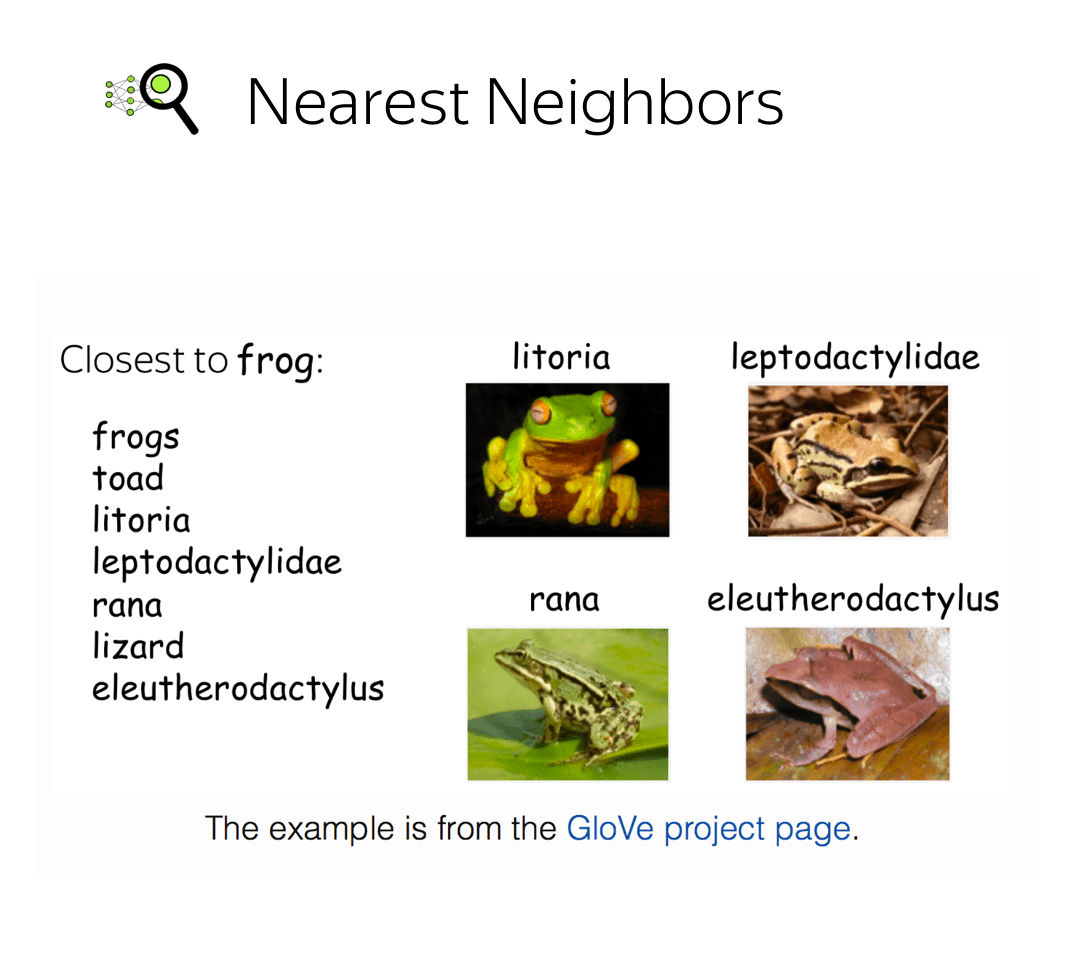 Nearest Neighbors
Closest to frog:
frogs
toad
litoria
leptodactylidae
rana
lizard
eleutherodactylus
litoria
leptodactylidae
rana
eleutherodactylus
The example is from the GloVe project page.